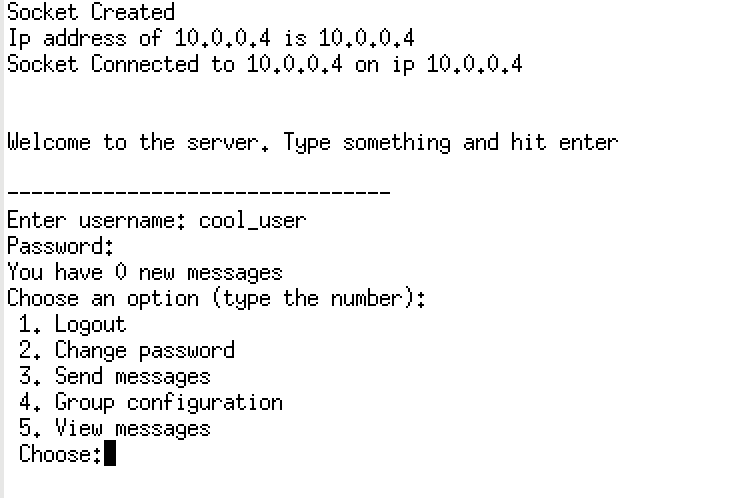 Socket Created
Ip address of 10.0.0.4 is 10.0.0.4
Socket Connected to 10.0.0.4 on ip 10.0.0.4
Welcome to the server. Type something and hit enter
--------------------------------
Enter username: cool_user
Password:
You have 0 new messages
Choose an option (type the number):
1. Logout
2. Change password
3. Send messages
4. Group configuration
5. View messages
Choose: